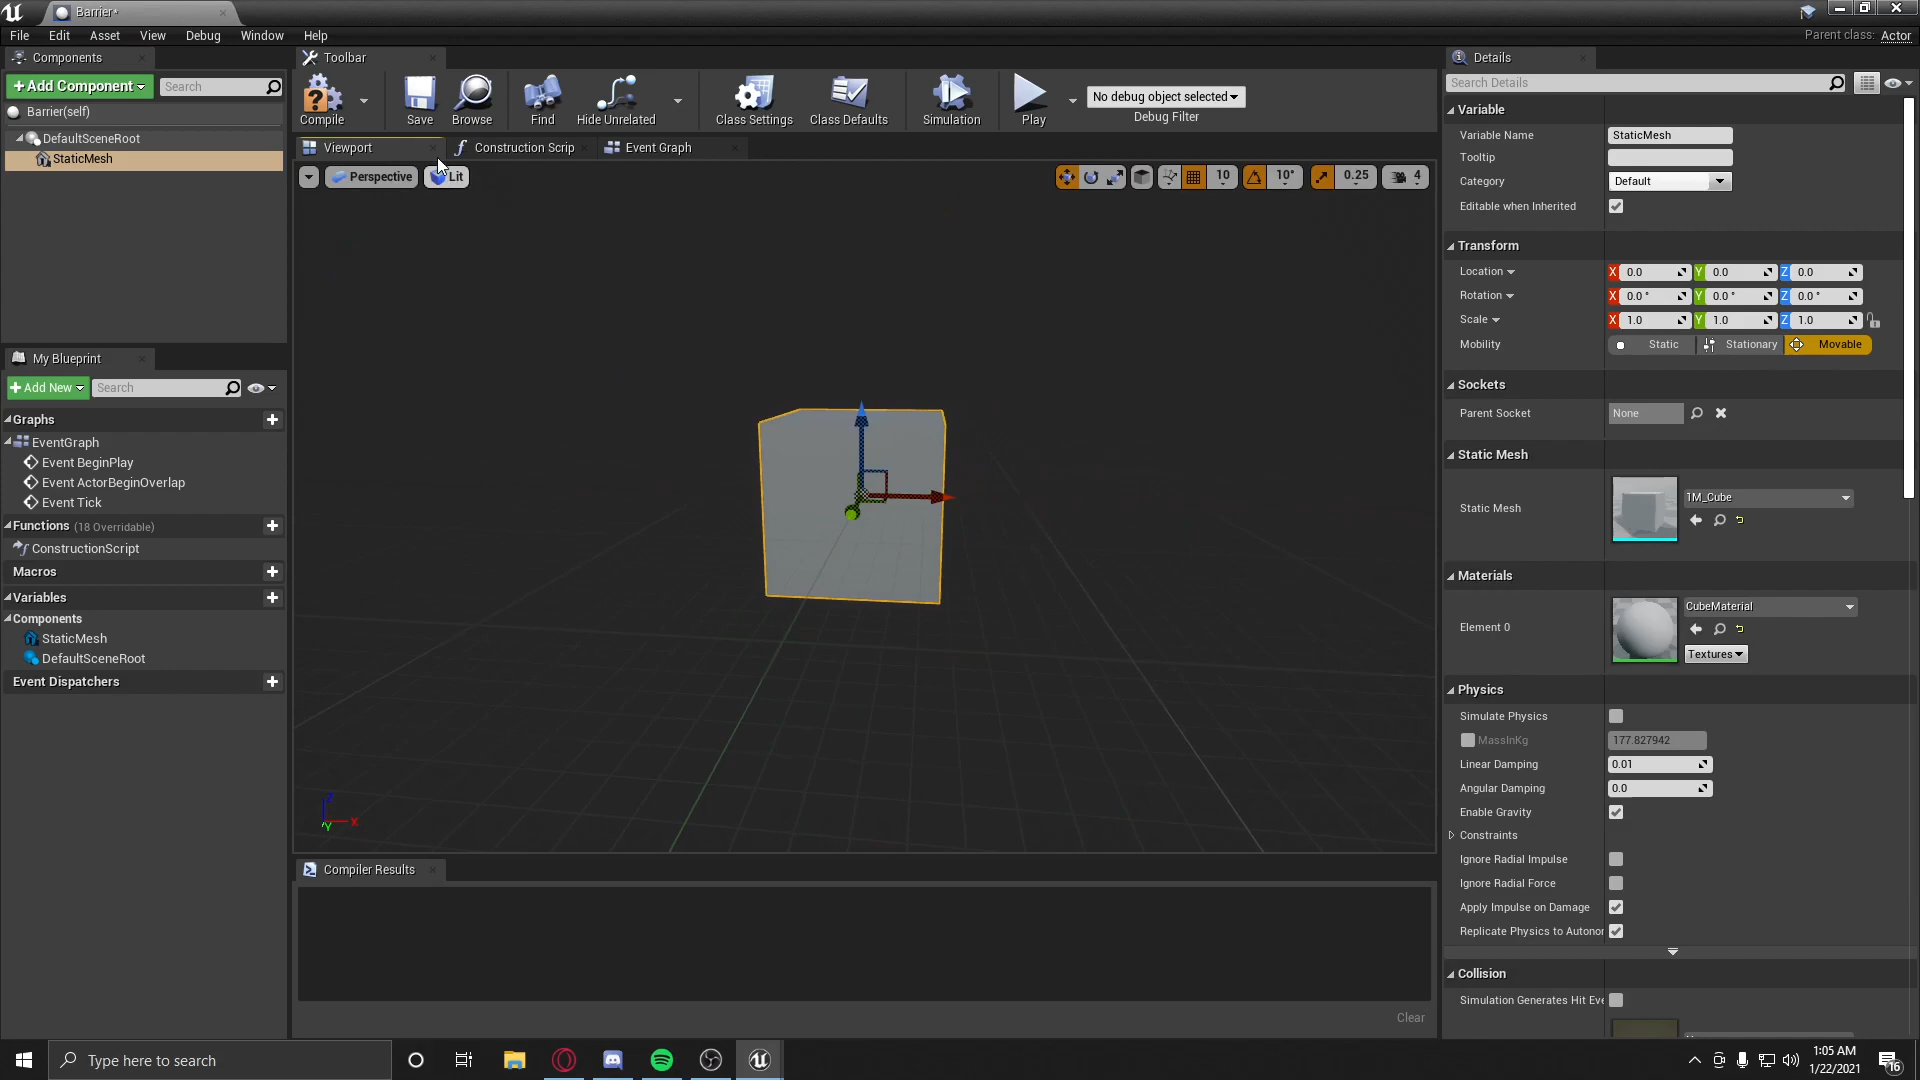 Barrier*
File Edit Asset View Debug Window Help
Parent class: Actor
Components
+Add Component
Search
Barrier(self)
DefaultSceneRoot
StaticMesh
My Blueprint
+Add New
Search
Graphs
EventGraph
Event BeginPlay
Event ActorBeginOverlap
Event Tick
Functions (18 Overridable)
ConstructionScript
Macros
Variables
Components
StaticMesh
DefaultSceneRoot
Event Dispatchers
Toolbar
Compile Save Browse Find Hide Unrelated Class Settings Class Defaults Simulation Play
No debug object selected
Debug Filter
Viewport Construction Scrip Event Graph
Perspective Lit
10 10° 0.25 4
Z
X
Y
Compiler Results
Clear
Details
Search Details
Variable
Variable Name StaticMesh
Tooltip
Category Default
Editable when Inherited
Transform
Location X 0.0 Y 0.0 Z 0.0
Rotation X 0.0 ° Y 0.0 ° Z 0.0 °
Scale X 1.0 Y 1.0 Z 1.0
Mobility Static Stationary Movable
Sockets
Parent Socket None
Static Mesh
Static Mesh 1M_Cube
Materials
Element 0 CubeMaterial
Textures
Physics
Simulate Physics
MassInKg 177.827942
Linear Damping 0.01
Angular Damping 0.0
Enable Gravity
Constraints
Ignore Radial Impulse
Ignore Radial Force
Apply Impulse on Damage
Replicate Physics to Autonor
Collision
Simulation Generates Hit Eve
Type here to search
1:05 AM
1/22/2021
16